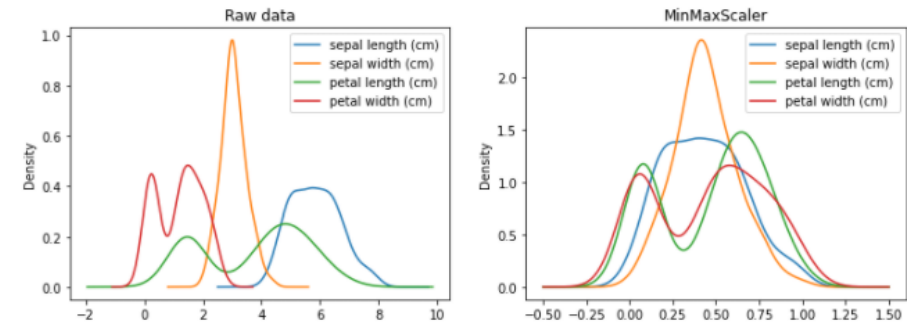 Raw data
1.0
0.8
0.6
0.4
0.2
0.0
Density
−2
0
2
4
6
8
10
sepal length (cm)
sepal width (cm)
petal length (cm)
petal width (cm)
MinMaxScaler
2.0
1.5
1.0
0.5
0.0
Density
−0.50
−0.25
0.00
0.25
0.50
0.75
1.00
1.25
1.50
sepal length (cm)
sepal width (cm)
petal length (cm)
petal width (cm)